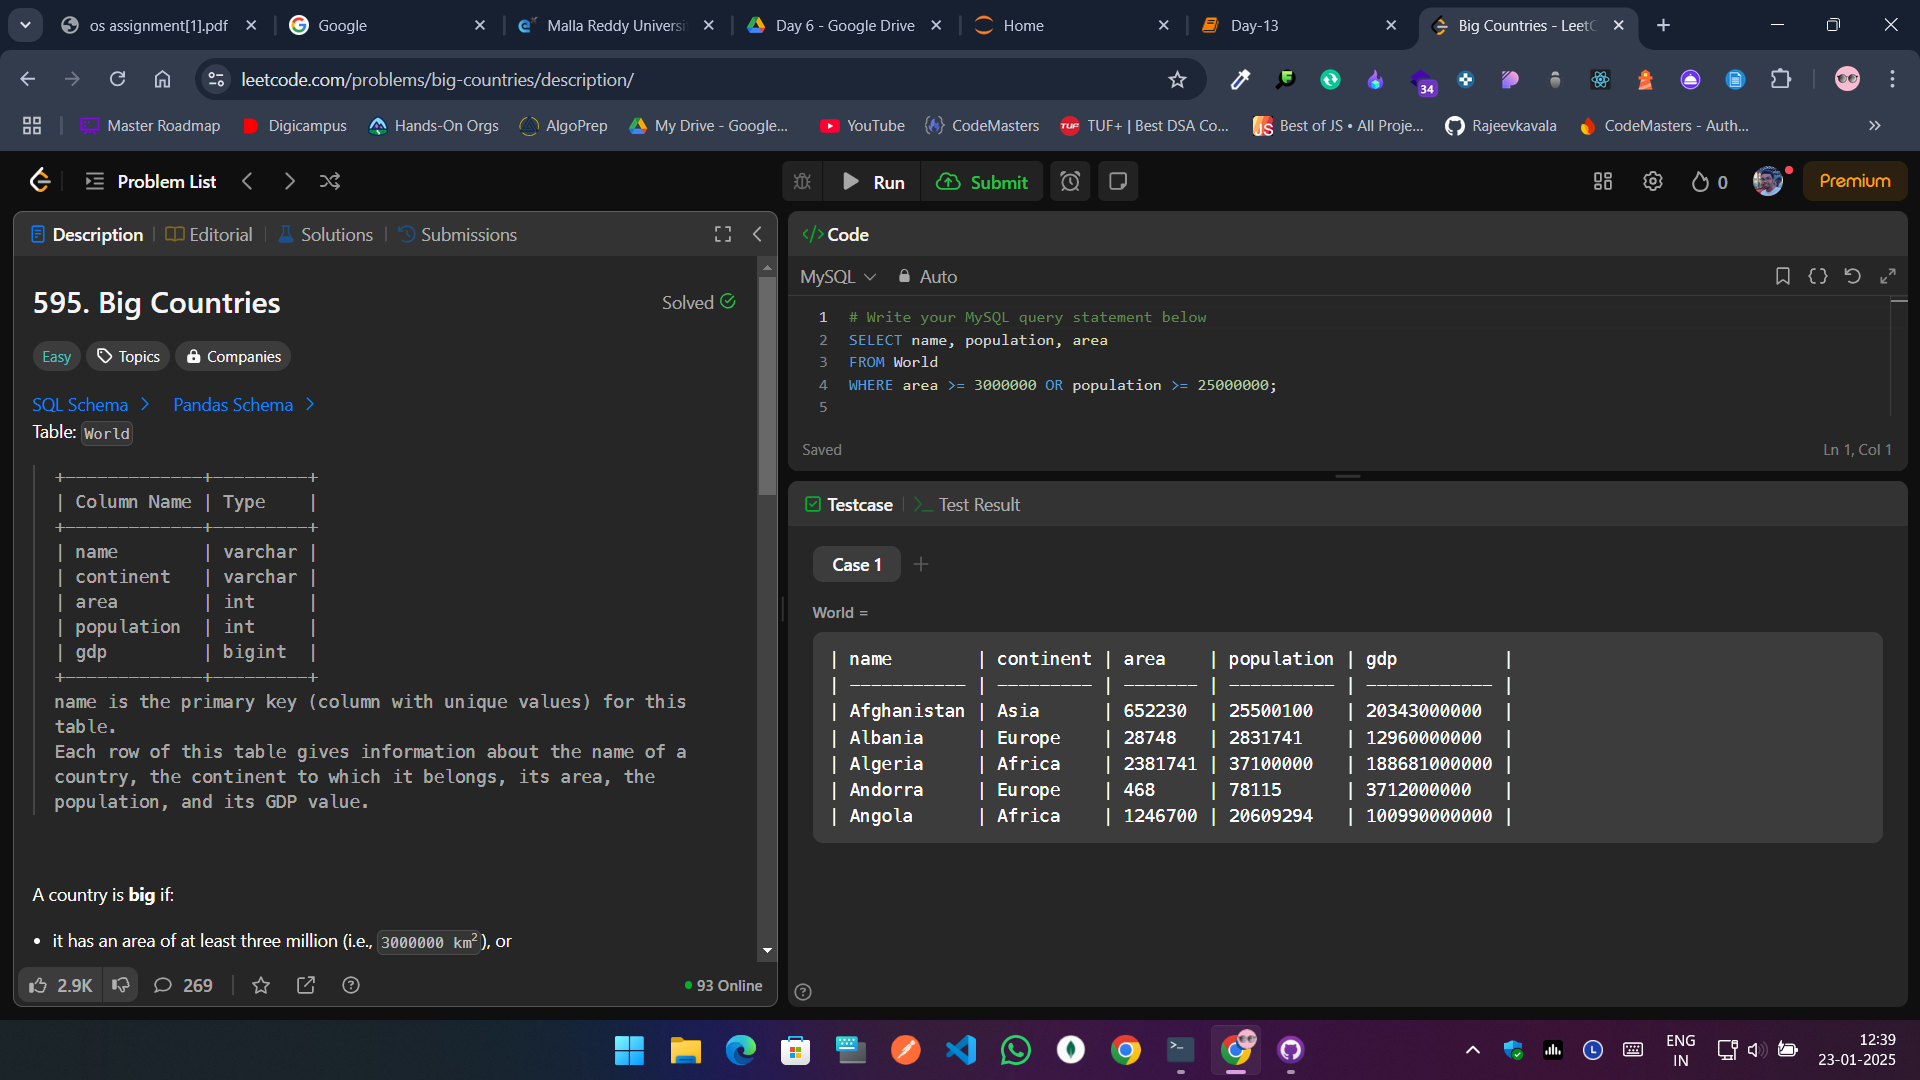 os assignment[1].pdf
Google
Malla Reddy Universi
Day 6 - Google Drive
Home
Day-13
Big Countries - LeetC
leetcode.com/problems/big-countries/description/
34
Master Roadmap
Digicampus
Hands-On Orgs
AlgoPrep
My Drive - Google...
YouTube
CodeMasters
TUF+ | Best DSA Co...
Best of JS • All Proje...
Rajeevkavala
CodeMasters - Auth...
Problem List
Run
Submit
0
Premium
Description
Editorial
Solutions
Submissions
595. Big Countries
Solved
Easy
Topics
Companies
SQL Schema
Pandas Schema
Table: World
+-------------+---------+
| Column Name | Type    |
+-------------+---------+
| name        | varchar |
| continent   | varchar |
| area        | int     |
| population  | int     |
| gdp         | bigint  |
+-------------+---------+
name is the primary key (column with unique values) for this
table.
Each row of this table gives information about the name of a
country, the continent to which it belongs, its area, the
population, and its GDP value.
A country is big if:
• it has an area of at least three million (i.e., 3000000 km²), or
2.9K
269
93 Online
Code
MySQL
Auto
1 # Write your MySQL query statement below
2 SELECT name, population, area
3 FROM World
4 WHERE area >= 3000000 OR population >= 25000000;
5
Saved
Ln 1, Col 1
Testcase
Test Result
Case 1
World =
| name        | continent | area    | population | gdp          |
| ----------- | --------- | ------- | ---------- | ------------ |
| Afghanistan | Asia      | 652230  | 25500100   | 20343000000  |
| Albania     | Europe    | 28748   | 2831741    | 12960000000  |
| Algeria     | Africa    | 2381741 | 37100000   | 188681000000 |
| Andorra     | Europe    | 468     | 78115      | 3712000000   |
| Angola      | Africa    | 1246700 | 20609294   | 100990000000 |
ENG
IN
12:39
23-01-2025